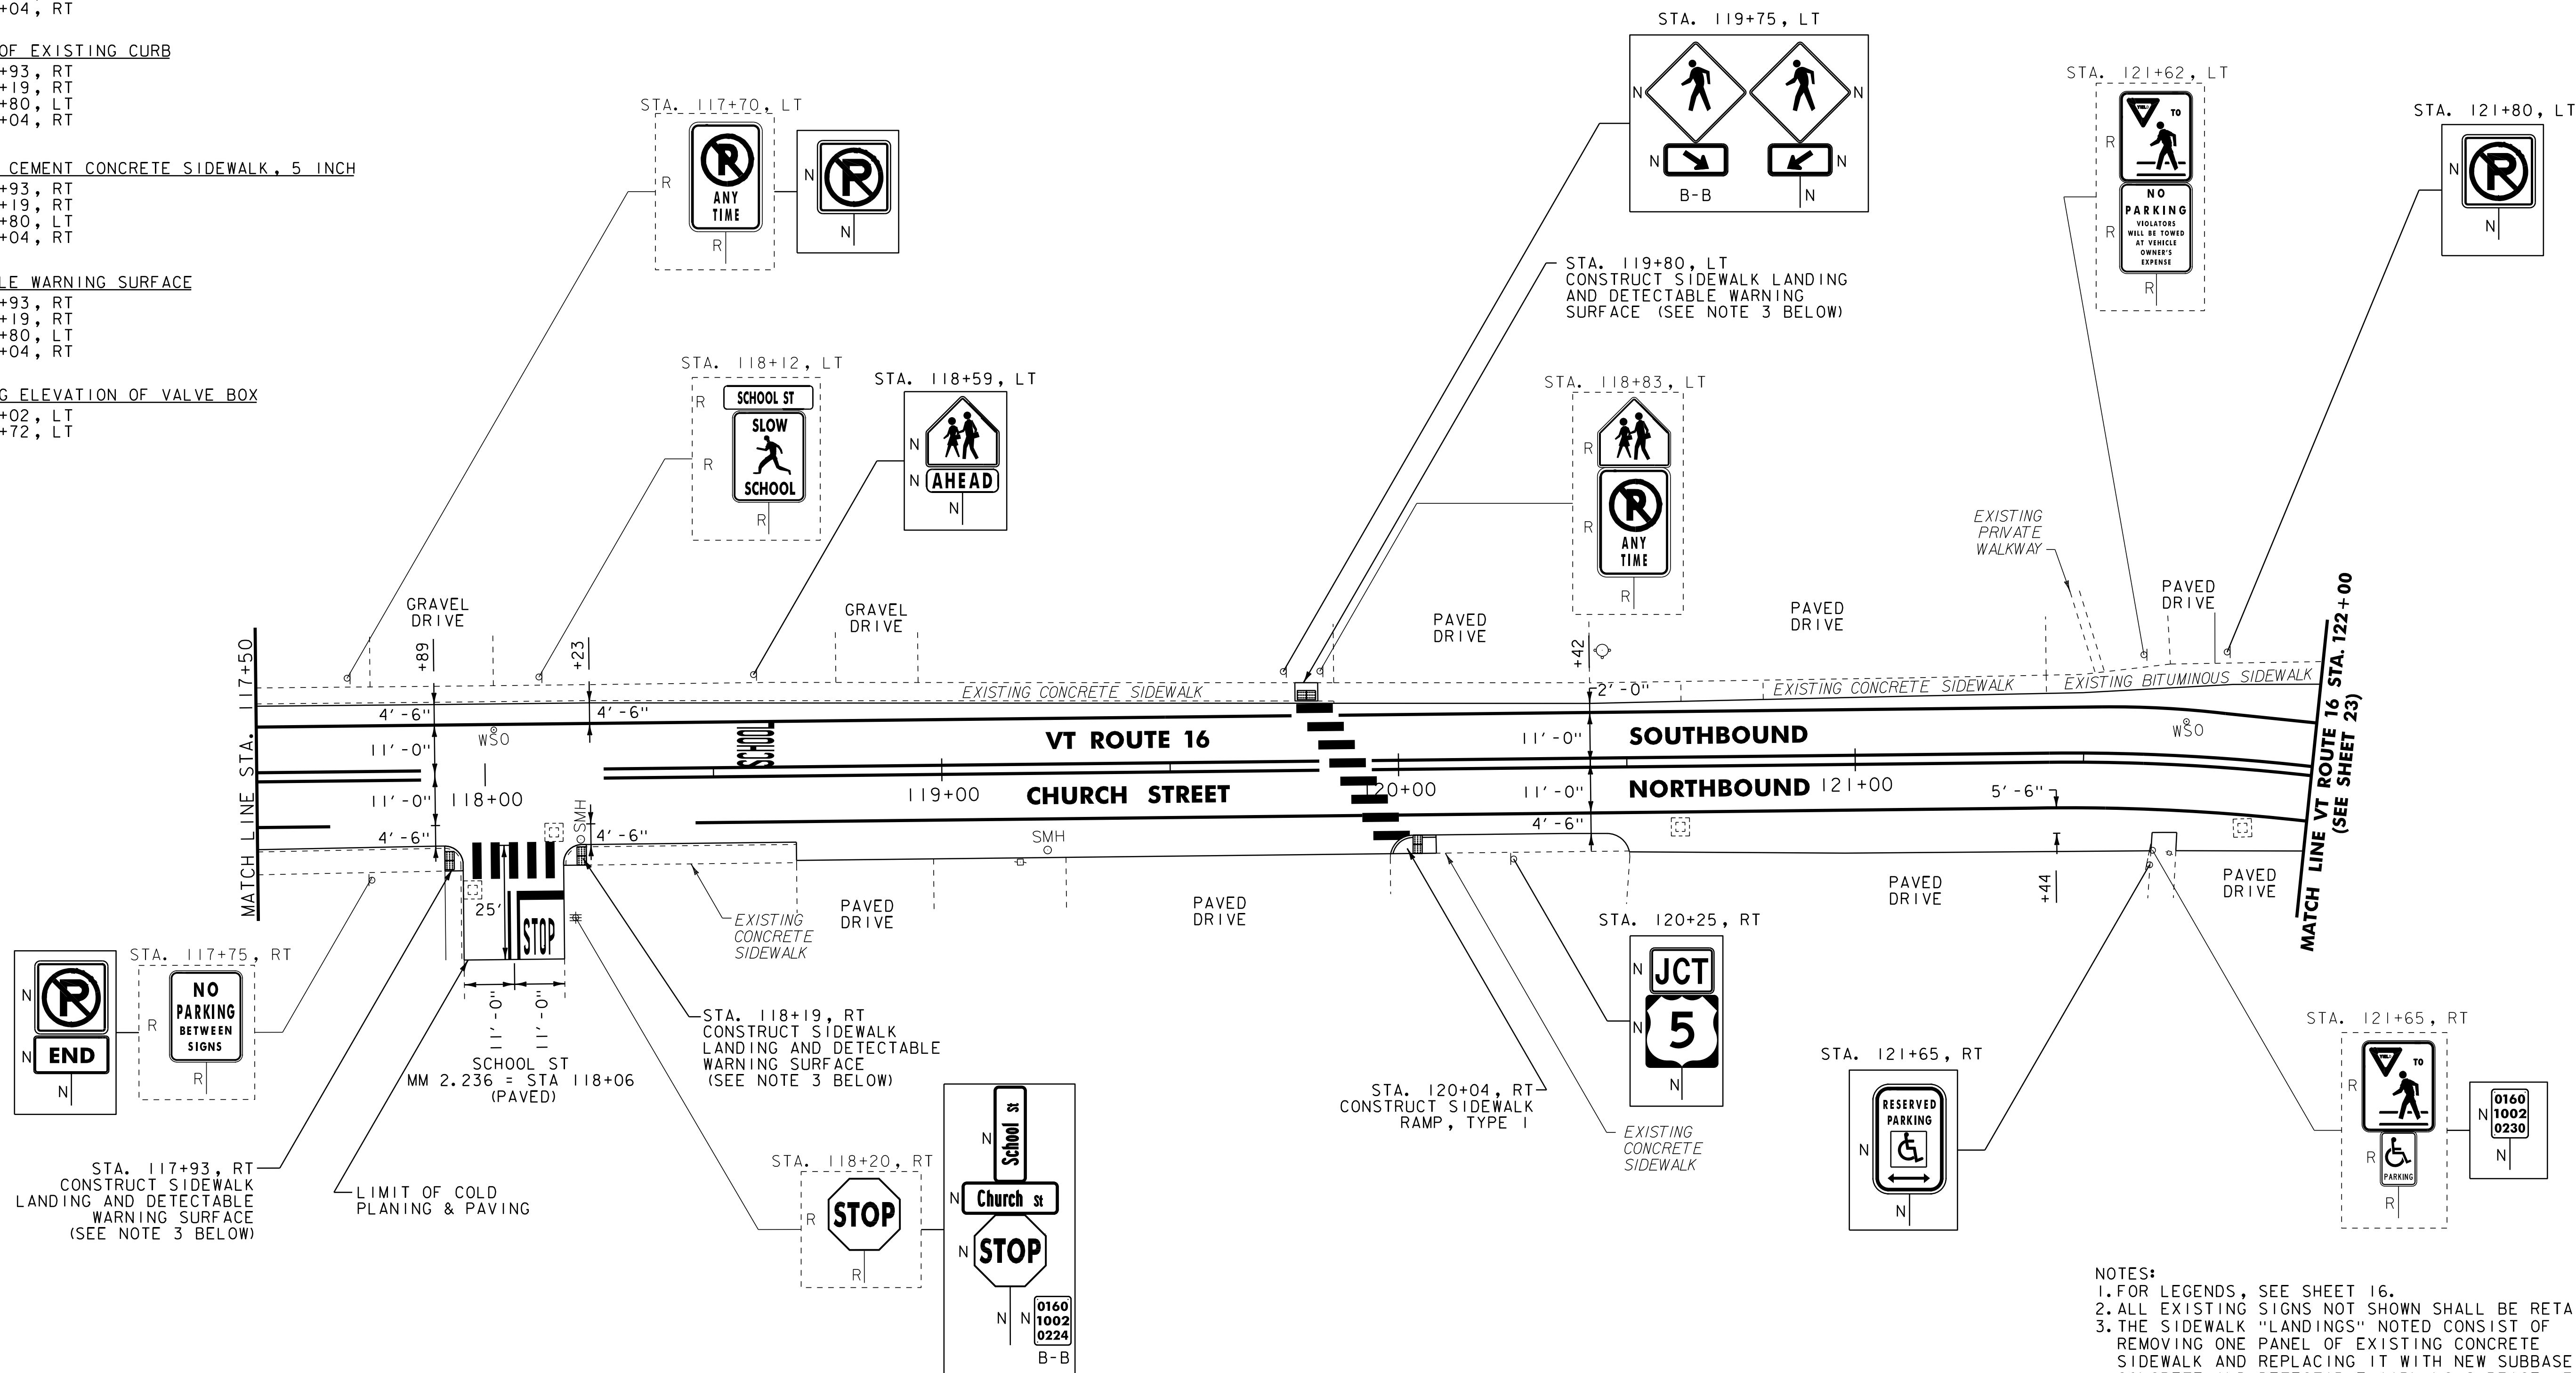 +04, RT
OF EXISTING CURB
+93, RT
+19, RT
+80, LT
+04, RT
CEMENT CONCRETE SIDEWALK, 5 INCH
+93, RT
+19, RT
+80, LT
+04, RT
LE WARNING SURFACE
+93, RT
+19, RT
+80, LT
+04, RT
G ELEVATION OF VALVE BOX
+02, LT
+72, LT
STA. 117+70, LT
R
P
ANY
TIME
R
N
P
N
STA. 118+12, LT
R
SCHOOL ST
R
SLOW
SCHOOL
R
STA. 118+59, LT
N
N
AHEAD
N
STA. 119+75, LT
N
N
N
N
B-B
N
STA. 119+80, LT
CONSTRUCT SIDEWALK LANDING
AND DETECTABLE WARNING
SURFACE (SEE NOTE 3 BELOW)
STA. 118+83, LT
R
R
P
ANY
TIME
R
STA. 121+62, LT
R
YIELD
TO
R
NO
PARKING
VIOLATORS
WILL BE TOWED
AT VEHICLE
OWNER'S
EXPENSE
R
STA. 121+80, LT
N
P
N
EXISTING
PRIVATE
WALKWAY
GRAVEL
DRIVE
GRAVEL
DRIVE
PAVED
DRIVE
PAVED
DRIVE
PAVED
DRIVE
+89
+23
+42
MATCH LINE STA. 117+50
EXISTING CONCRETE SIDEWALK
2'-0"
EXISTING CONCRETE SIDEWALK
EXISTING BITUMINOUS SIDEWALK
4'-6"
4'-6"
WSO
SCHOOL
VT ROUTE 16
11'-0"
11'-0"
SOUTHBOUND
WSO
11'-0"
118+00
119+00
CHURCH STREET
120+00
11'-0"
NORTHBOUND
121+00
5'-6"
4'-6"
SMH
4'-6"
SMH
4'-6"
MATCH LINE VT ROUTE 16 STA. 122+00
(SEE SHEET 23)
25'
STOP
EXISTING
CONCRETE
SIDEWALK
PAVED
DRIVE
PAVED
DRIVE
PAVED
DRIVE
+44
PAVED
DRIVE
11'-0"
11'-0"
SCHOOL ST
MM 2.236 = STA 118+06
(PAVED)
N
P
N
END
N
STA. 117+75, RT
R
NO
PARKING
BETWEEN
SIGNS
R
STA. 117+93, RT
CONSTRUCT SIDEWALK
LANDING AND DETECTABLE
WARNING SURFACE
(SEE NOTE 3 BELOW)
LIMIT OF COLD
PLANING & PAVING
STA. 118+19, RT
CONSTRUCT SIDEWALK
LANDING AND DETECTABLE
WARNING SURFACE
(SEE NOTE 3 BELOW)
STA. 118+20, RT
R
STOP
R
N
School St
N
Church St
N
STOP
N
N
0160
1002
0224
B-B
STA. 120+04, RT
CONSTRUCT SIDEWALK
RAMP, TYPE 1
EXISTING
CONCRETE
SIDEWALK
STA. 120+25, RT
N
JCT
N
5
N
STA. 121+65, RT
N
RESERVED
PARKING
N
STA. 121+65, RT
R
YIELD
TO
R
PARKING
R
N
0160
1002
0230
N
NOTES:
1. FOR LEGENDS, SEE SHEET 16.
2. ALL EXISTING SIGNS NOT SHOWN SHALL BE RETA
3. THE SIDEWALK "LANDINGS" NOTED CONSIST OF
REMOVING ONE PANEL OF EXISTING CONCRETE
SIDEWALK AND REPLACING IT WITH NEW SUBBASE